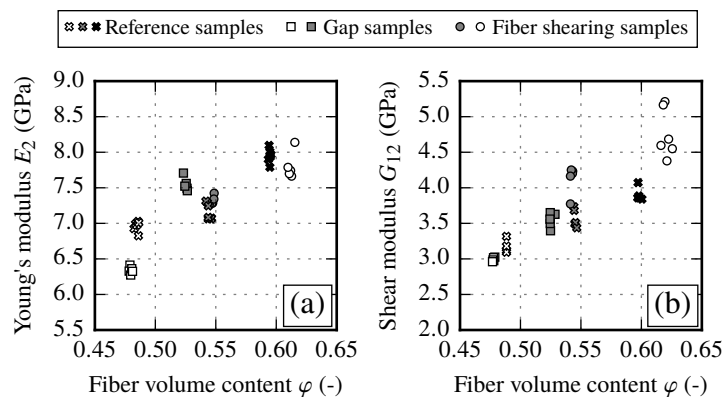 Reference samples Gap samples Fiber shearing samples
9.0
8.5
8.0
7.5
7.0
6.5
6.0
5.5
Young's modulus E₂ (GPa)
(a)
0.45 0.50 0.55 0.60 0.65
Fiber volume content φ (-)
5.5
5.0
4.5
4.0
3.5
3.0
2.5
2.0
Shear modulus G₁₂ (GPa)
(b)
0.45 0.50 0.55 0.60 0.65
Fiber volume content φ (-)